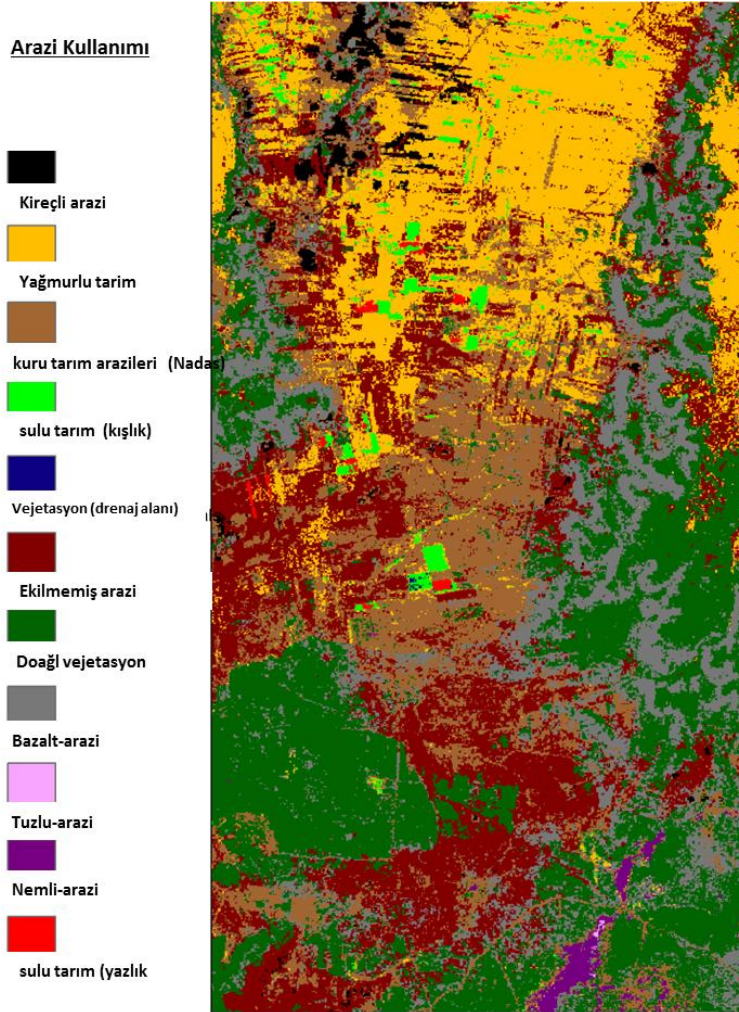 Arazi Kullanımı
Kireçli arazi
Yağmurlu tarim
kuru tarım arazileri (Nadas)
sulu tarım (kışlık)
Vejetasyon (drenaj alanı)
Ekilmemiş arazi
Doağl vejetasyon
Bazalt-arazi
Tuzlu-arazi
Nemli-arazi
sulu tarım (yazlık